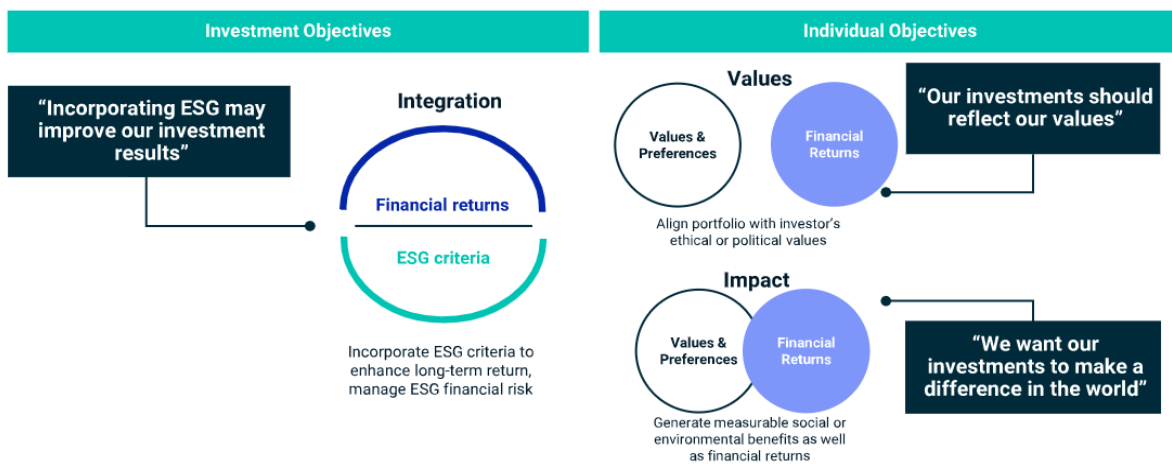 Investment Objectives
Individual Objectives
“Incorporating ESG may
improve our investment
results”
Integration
Financial returns
ESG criteria
Incorporate ESG criteria to
enhance long-term return,
manage ESG financial risk
Values
Values &
Preferences
Financial
Returns
“Our investments should
reflect our values”
Align portfolio with investor’s
ethical or political values
Impact
Values &
Preferences
Financial
Returns
“We want our
investments to make a
difference in the world”
Generate measurable social or
environmental benefits as well
as financial returns